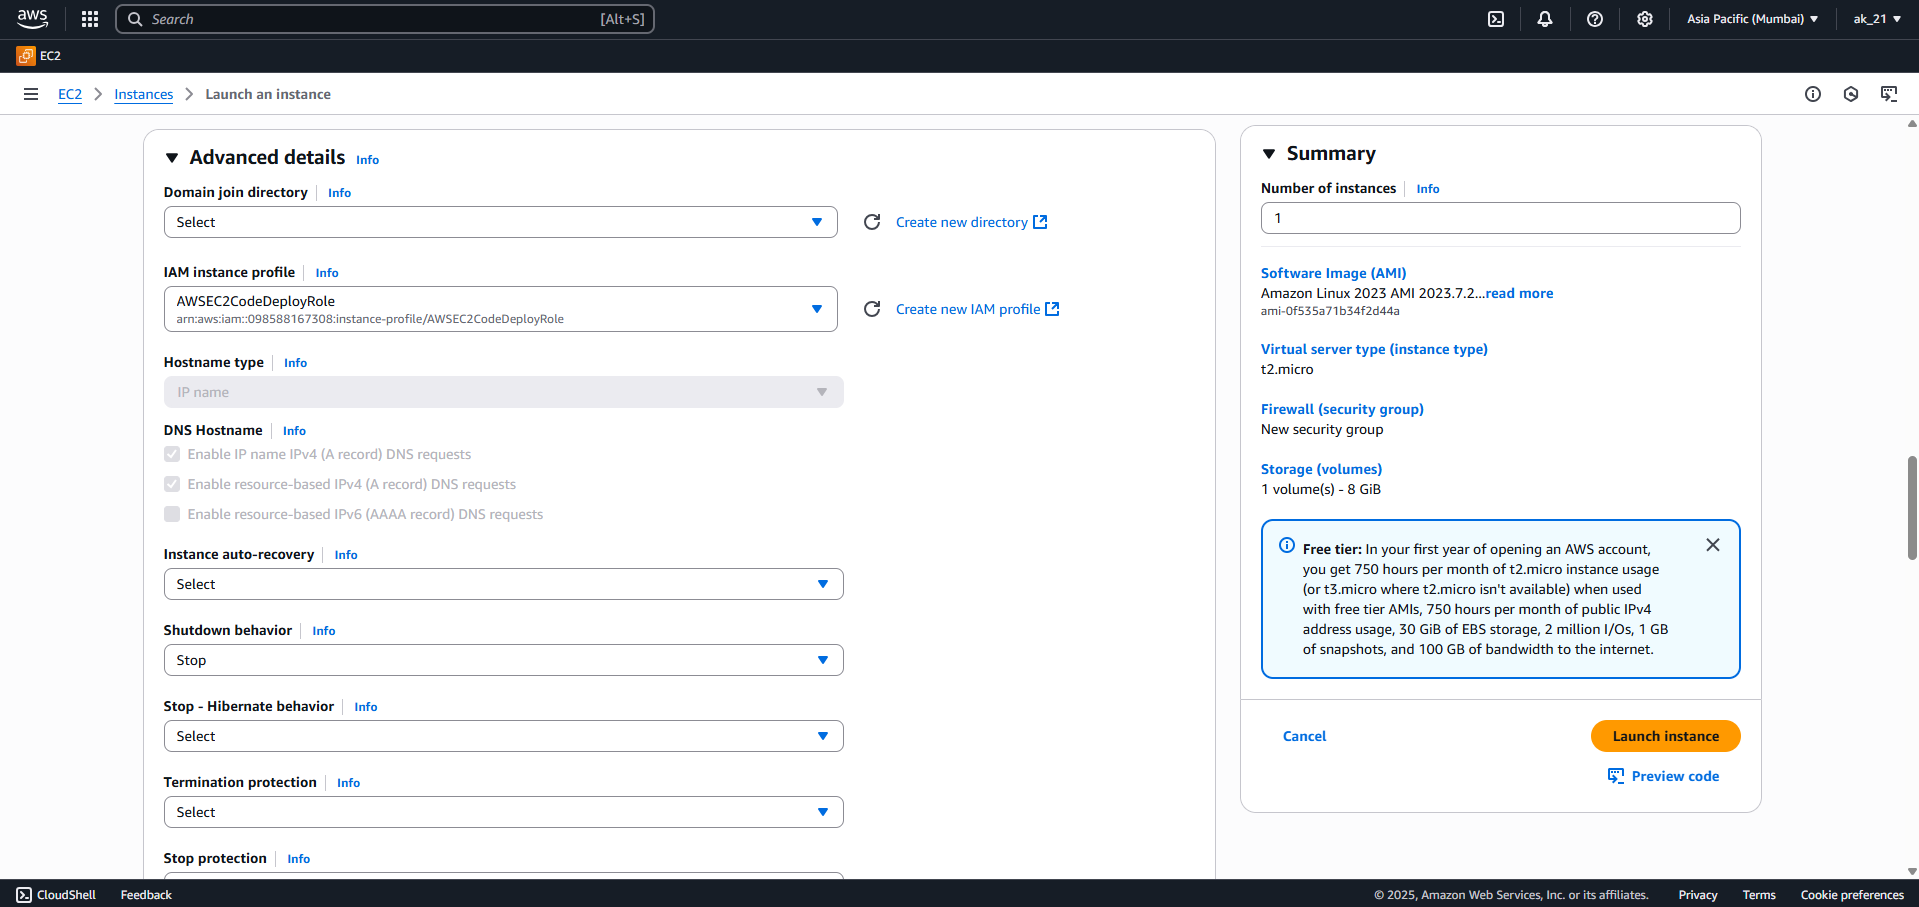 aws
Search [Alt+S]
Asia Pacific (Mumbai)
ak_21
EC2
EC2
Instances
Launch an instance
Advanced details Info
Domain join directory Info
Select
Create new directory
IAM instance profile Info
AWSEC2CodeDeployRole
arn:aws:iam::098588167308:instance-profile/AWSEC2CodeDeployRole
Create new IAM profile
Hostname type Info
IP name
DNS Hostname Info
Enable IP name IPv4 (A record) DNS requests
Enable resource-based IPv4 (A record) DNS requests
Enable resource-based IPv6 (AAAA record) DNS requests
Instance auto-recovery Info
Select
Shutdown behavior Info
Stop
Stop - Hibernate behavior Info
Select
Termination protection Info
Select
Stop protection Info
Summary
Number of instances Info
1
Software Image (AMI)
Amazon Linux 2023 AMI 2023.7.2...read more
ami-0f535a71b34f2d44a
Virtual server type (instance type)
t2.micro
Firewall (security group)
New security group
Storage (volumes)
1 volume(s) - 8 GiB
Free tier: In your first year of opening an AWS account,
you get 750 hours per month of t2.micro instance usage
(or t3.micro where t2.micro isn't available) when used
with free tier AMIs, 750 hours per month of public IPv4
address usage, 30 GiB of EBS storage, 2 million I/Os, 1 GB
of snapshots, and 100 GB of bandwidth to the internet.
Cancel
Launch instance
Preview code
CloudShell
Feedback
© 2025, Amazon Web Services, Inc. or its affiliates.
Privacy
Terms
Cookie preferences